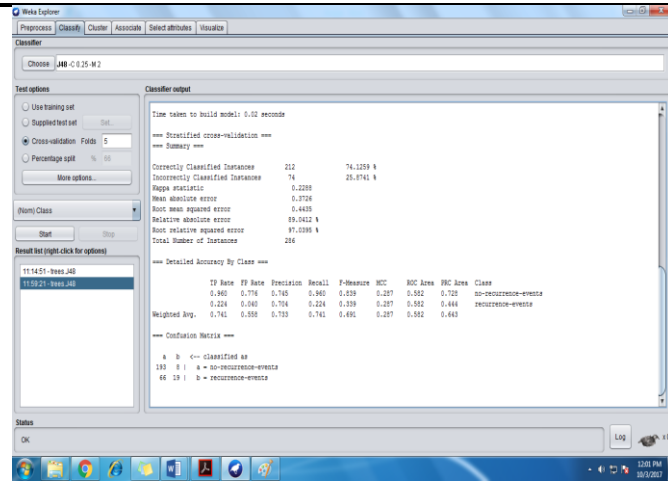 Weka Explorer
Preprocess Classify Cluster Associate Select attributes Visualize
Classifier
Choose J48 -C 0.25 -M 2
Test options
Use training set
Supplied test set Set...
Cross-validation Folds 5
Percentage split % 66
More options...
(Nom) Class
Start Stop
Result list (right-click for options)
11:14:51 - trees.J48
11:59:21 - trees.J48
Classifier output
Time taken to build model: 0.02 seconds
=== Stratified cross-validation ===
=== Summary ===
Correctly Classified Instances 212 74.1259 %
Incorrectly Classified Instances 74 25.8741 %
Kappa statistic 0.2288
Mean absolute error 0.3726
Root mean squared error 0.4435
Relative absolute error 89.0412 %
Root relative squared error 97.0395 %
Total Number of Instances 286
=== Detailed Accuracy By Class ===
TP Rate FP Rate Precision Recall F-Measure MCC ROC Area PRC Area Class
0.960 0.776 0.745 0.960 0.839 0.287 0.582 0.728 no-recurrence-events
0.224 0.040 0.704 0.224 0.339 0.287 0.582 0.444 recurrence-events
Weighted Avg. 0.741 0.558 0.733 0.741 0.691 0.287 0.582 0.643
=== Confusion Matrix ===
a b <-- classified as
193 8 | a = no-recurrence-events
66 19 | b = recurrence-events
Status
OK
Log
12:01 PM
10/3/2017